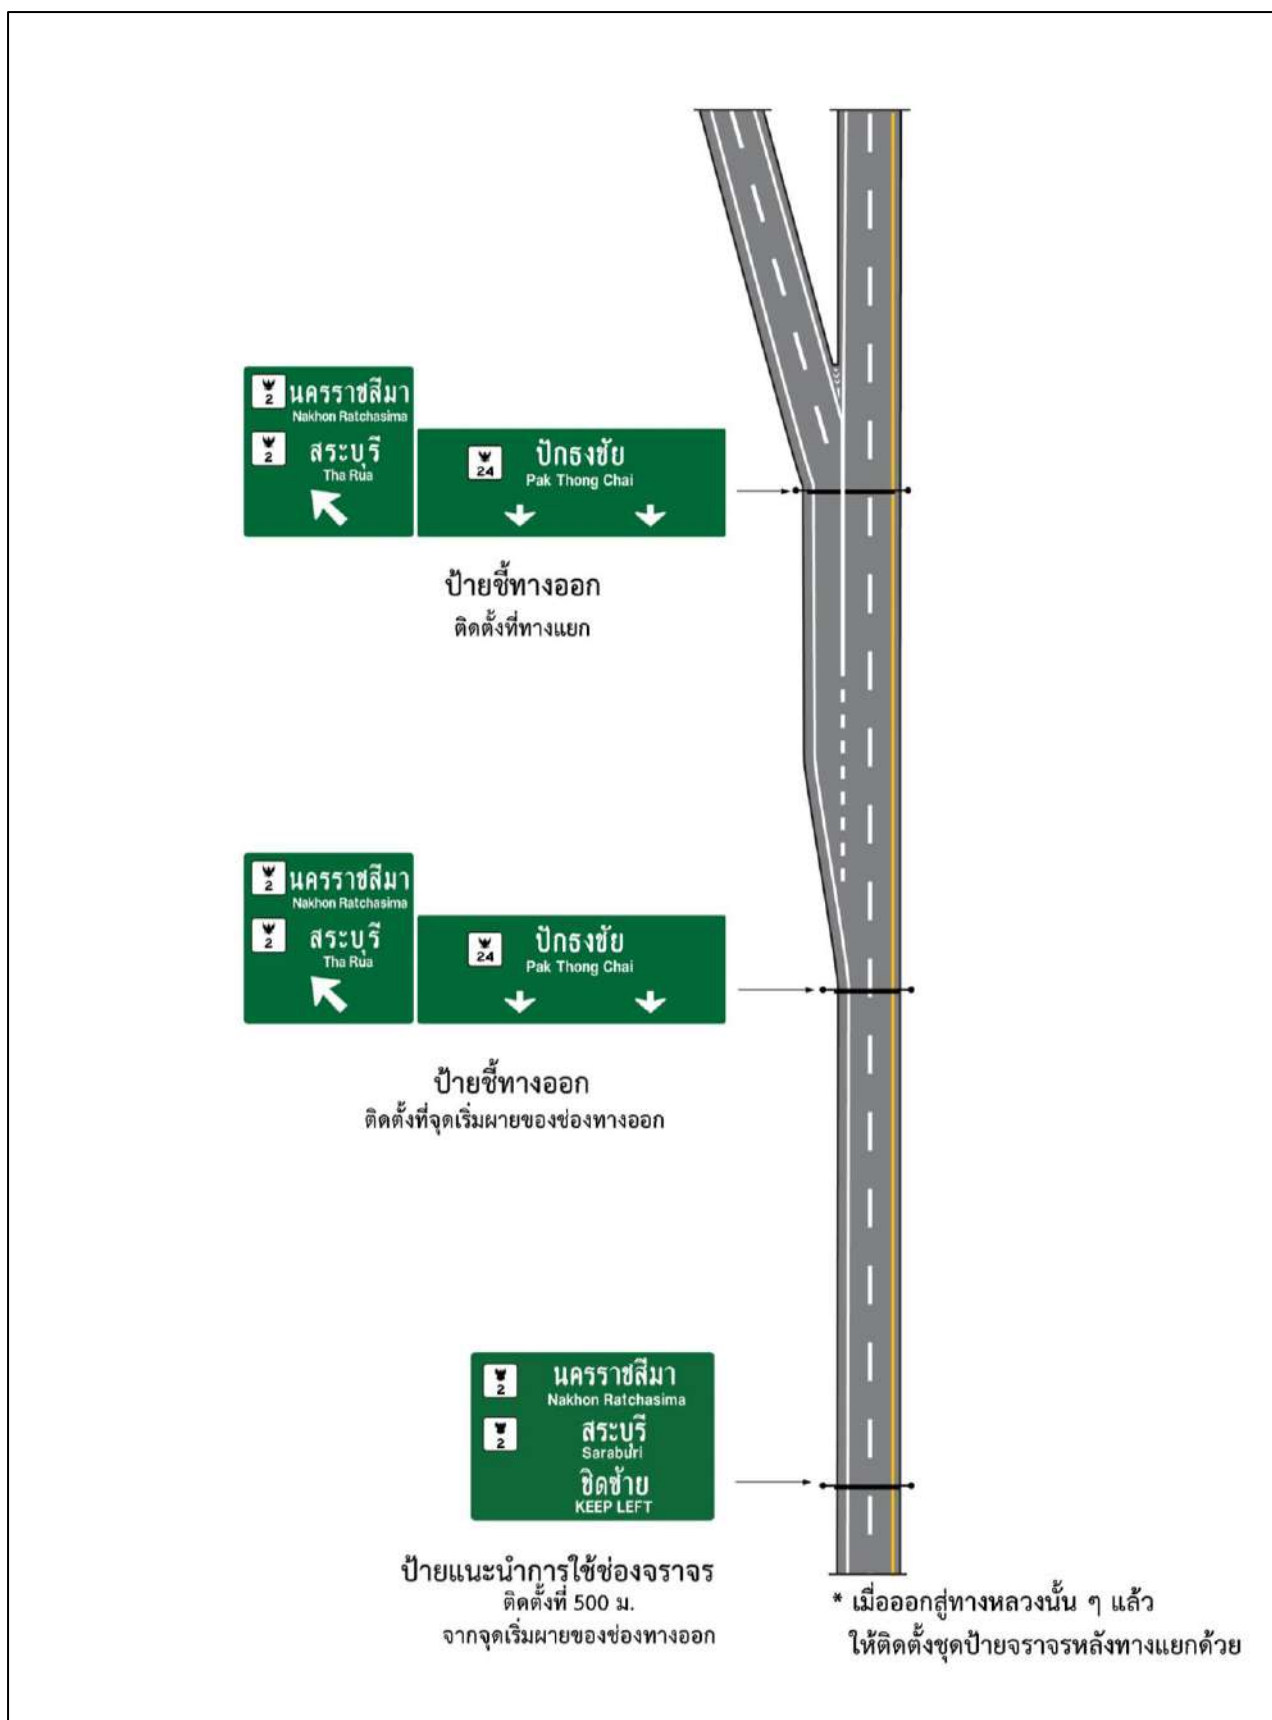 2 นครราชสีมา
Nakhon Ratchasima
2 สระบุรี
Tha Rua
24 ปักธงชัย
Pak Thong Chai
ป้ายชี้ทางออก
ติดตั้งที่ทางแยก
2 นครราชสีมา
Nakhon Ratchasima
2 สระบุรี
Tha Rua
24 ปักธงชัย
Pak Thong Chai
ป้ายชี้ทางออก
ติดตั้งที่จุดเริ่มผายของช่องทางออก
2 นครราชสีมา
Nakhon Ratchasima
2 สระบุรี
Saraburi
ชิดซ้าย
KEEP LEFT
ป้ายแนะนำการใช้ช่องจราจร
ติดตั้งที่ 500 ม.
จากจุดเริ่มผายของช่องทางออก
* เมื่อออกสู่ทางหลวงนั้น ๆ แล้ว
ให้ติดตั้งชุดป้ายจราจรหลังทางแยกด้วย